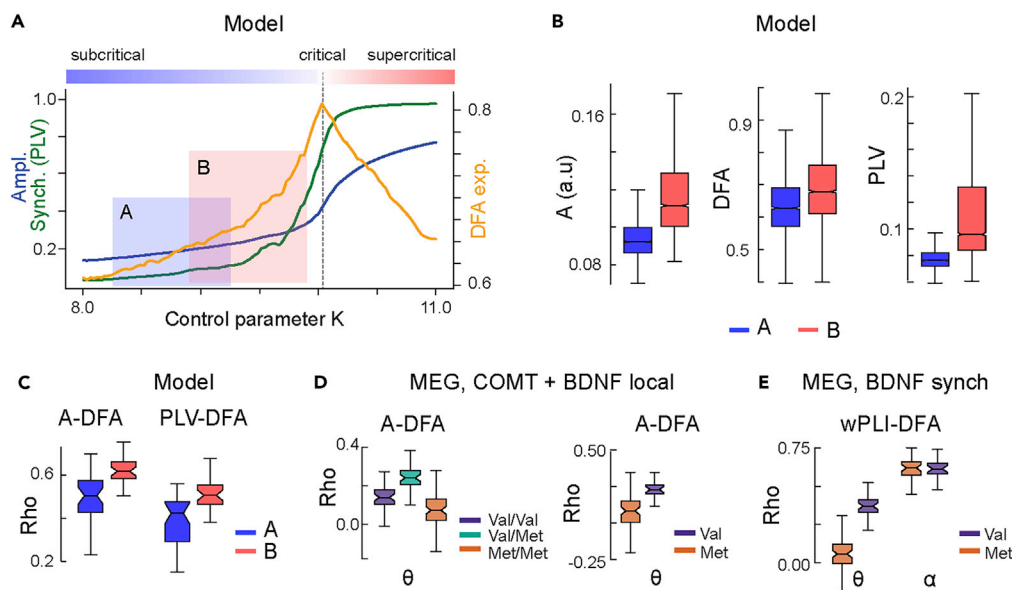 A
Model
subcritical
critical
supercritical
1.0
0.2
Ampl.
Synch. (PLV)
A
B
0.8
0.6
DFA exp.
8.0
11.0
Control parameter K
B
Model
A (a.u)
0.16
0.08
DFA
0.9
0.5
PLV
0.2
0.1
A
B
C
Model
A-DFA
PLV-DFA
Rho
0.6
0.2
A
B
D
MEG, COMT + BDNF local
A-DFA
Rho
0.4
0.0
θ
Val/Val
Val/Met
Met/Met
A-DFA
Rho
0.50
-0.25
θ
Val
Met
E
MEG, BDNF synch
wPLI-DFA
Rho
0.75
0.00
θ
α
Val
Met